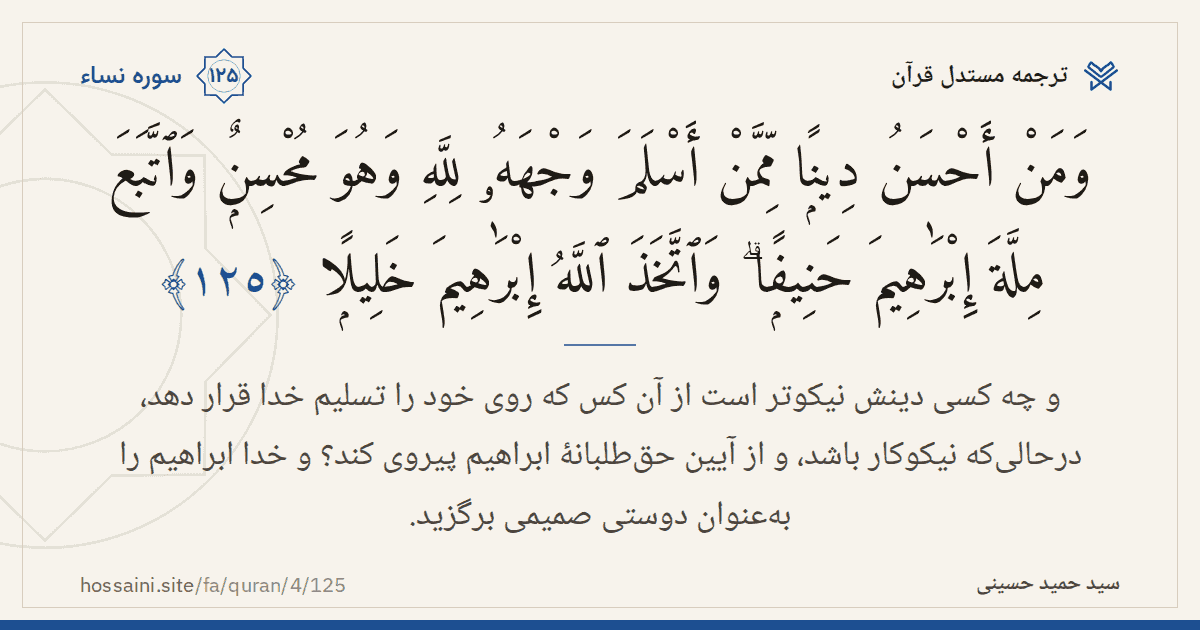 ترجمه مستدل قرآن
۱۲۵ سوره نساء
وَمَنْ أَحْسَنُ دِينًا مِّمَّنْ أَسْلَمَ وَجْهَهُۥ لِلَّهِ وَهُوَ مُحْسِنٌ وَٱتَّبَعَ
مِلَّةَ إِبْرَٰهِيمَ حَنِيفًا ۗ وَٱتَّخَذَ ٱللَّهُ إِبْرَٰهِيمَ خَلِيلًا ﴿١٢٥﴾
و چه کسی دینش نیکوتر است از آن کس که روی خود را تسلیم خدا قرار دهد،
درحالی‌که نیکوکار باشد، و از آیین حق‌طلبانهٔ ابراهیم پیروی کند؟ و خدا ابراهیم را
به‌عنوان دوستی صمیمی برگزید.
سید حمید حسینی
hossaini.site/fa/quran/4/125